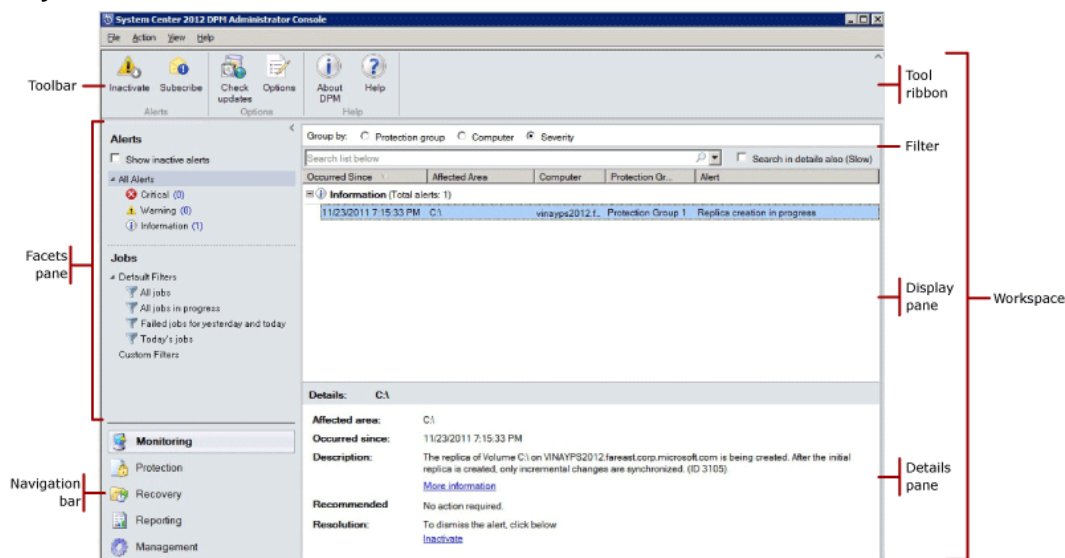 System Center 2012 DPM Administrator Console
File Action View Help
Toolbar
Inactivate Subscribe Check updates Options About DPM Help
Alerts Options Help
Tool ribbon
Facets pane
Alerts
Show inactive alerts
All Alerts
Critical (0)
Warning (0)
Information (1)
Jobs
Default Filters
All jobs
All jobs in progress
Failed jobs for yesterday and today
Today's jobs
Custom Filters
Navigation bar
Monitoring
Protection
Recovery
Reporting
Management
Group by: Protection group Computer Severity
Filter
Search list below Search in details also (Slow)
Occurred Since Affected Area Computer Protection Gr... Alert
Information (Total alerts: 1)
11/23/2011 7:15:33 PM C:\ vinayps2012.f... Protection Group 1 Replica creation in progress
Display pane
Workspace
Details: C:\
Affected area: C:\
Occurred since: 11/23/2011 7:15:33 PM
Description: The replica of Volume C:\ on VINAYPS2012.fareast.corp.microsoft.com is being created. After the initial
replica is created, only incremental changes are synchronized. (ID 3105)
More information
Recommended No action required.
Resolution: To dismiss the alert, click below
Inactivate
Details pane